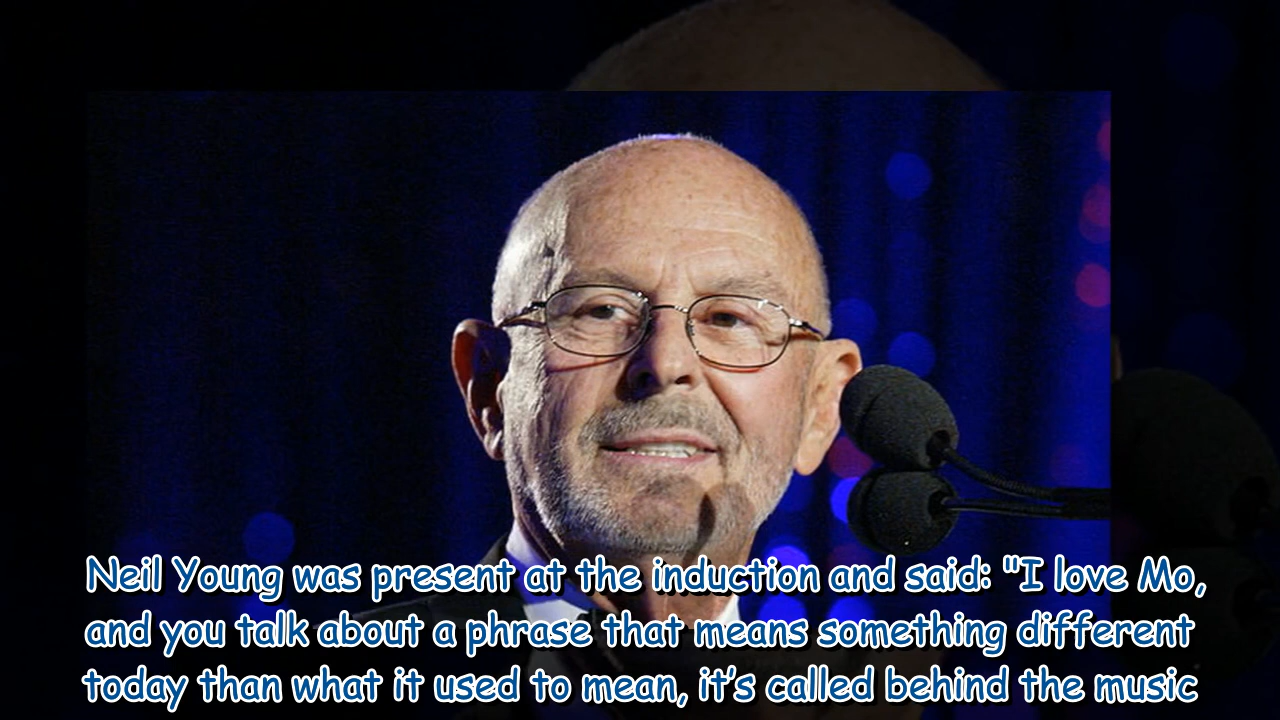 Neil Young was present at the induction and said: "I love Mo,
and you talk about a phrase that means something different
today than what it used to mean, it's called behind the music